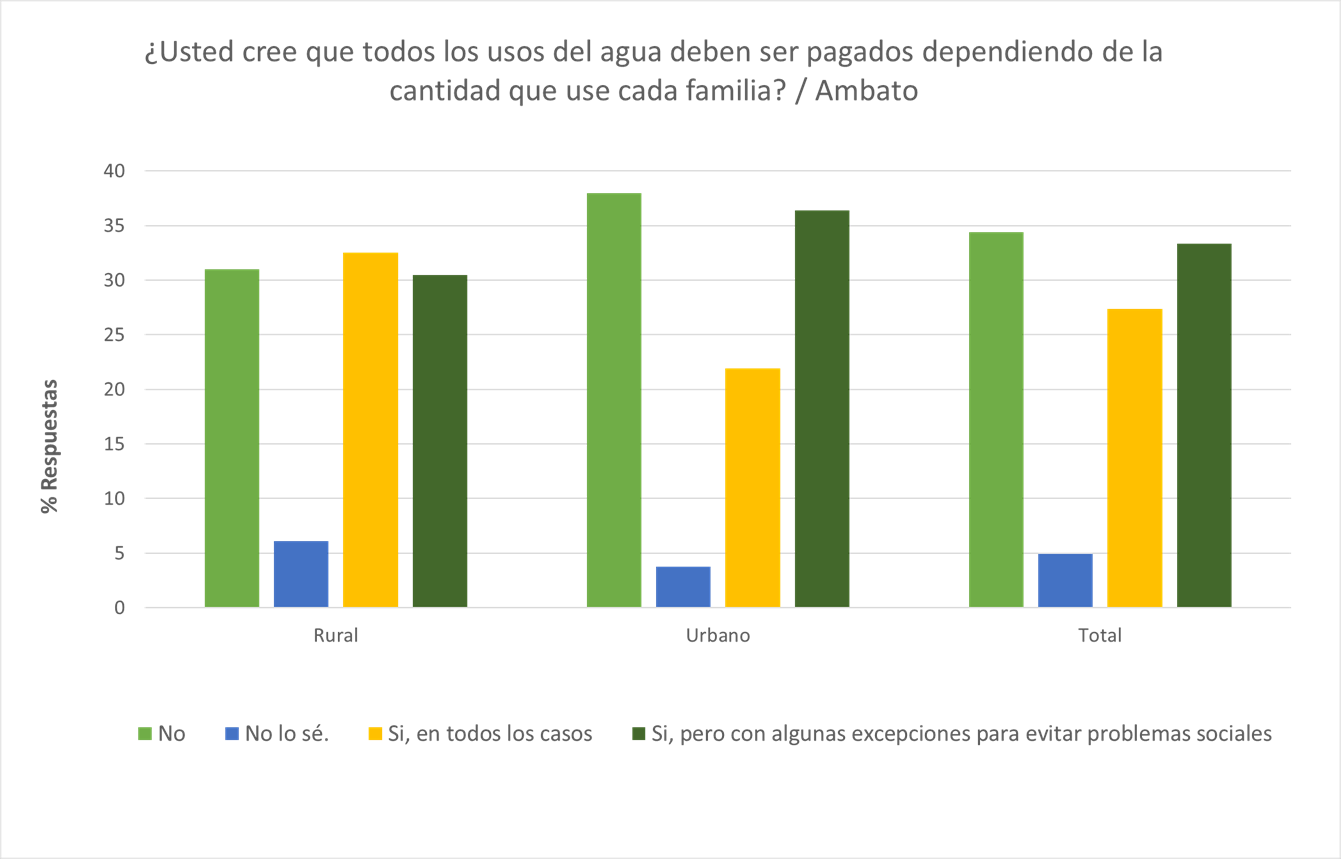 ¿Usted cree que todos los usos del agua deben ser pagados dependiendo de la
cantidad que use cada familia? / Ambato
40
35
30
25
20
15
10
5
0
% Respuestas
Rural
Urbano
Total
No
No lo sé.
Si, en todos los casos
Si, pero con algunas excepciones para evitar problemas sociales